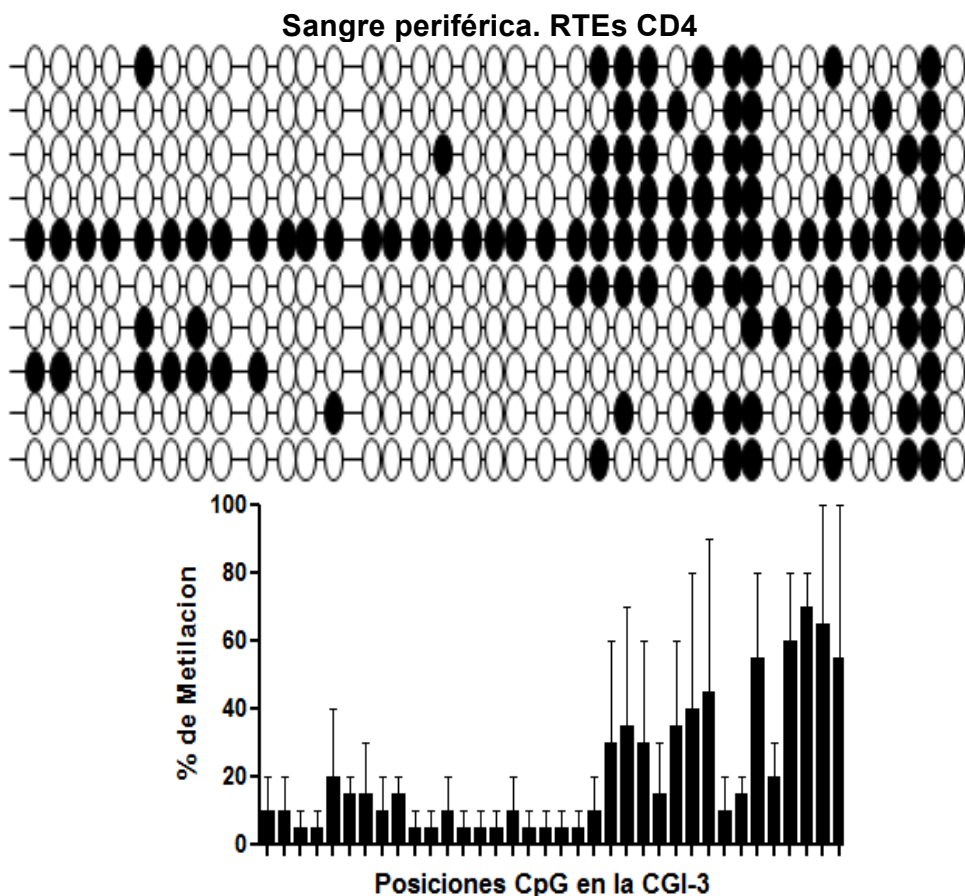 Sangre periférica. RTEs CD4
100
80
60
40
20
0
% de Metilacion
Posiciones CpG en la CGI-3